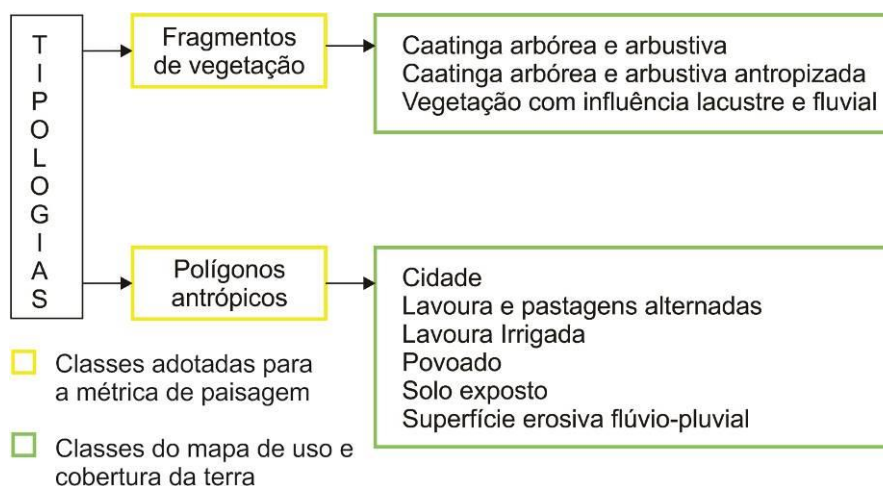 TIPOLOGIAS
Fragmentos
de vegetação
Caatinga arbórea e arbustiva
Caatinga arbórea e arbustiva antropizada
Vegetação com influência lacustre e fluvial
Polígonos
antrópicos
Cidade
Lavoura e pastagens alternadas
Lavoura Irrigada
Povoado
Solo exposto
Superfície erosiva flúvio-pluvial
Classes adotadas para
a métrica de paisagem
Classes do mapa de uso e
cobertura da terra